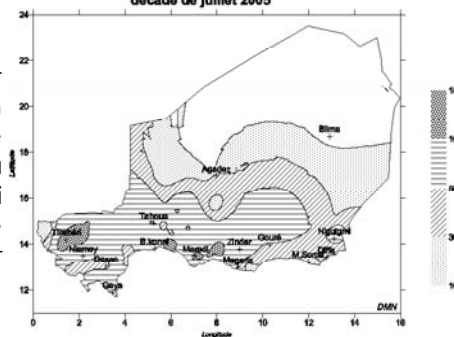 décade de juillet 2005
24
22
20
18
16
14
12
Latitude
Bilma
Agadez
Tahoua
Tillabéri
Niamey
Dosso
Gaya
B.konni
Maradi
Zinder
Magaria
Gouré
Nguigmi
Diffa
M.Soroa
DMN
0 2 4 6 8 10 12 14 16
Longitude